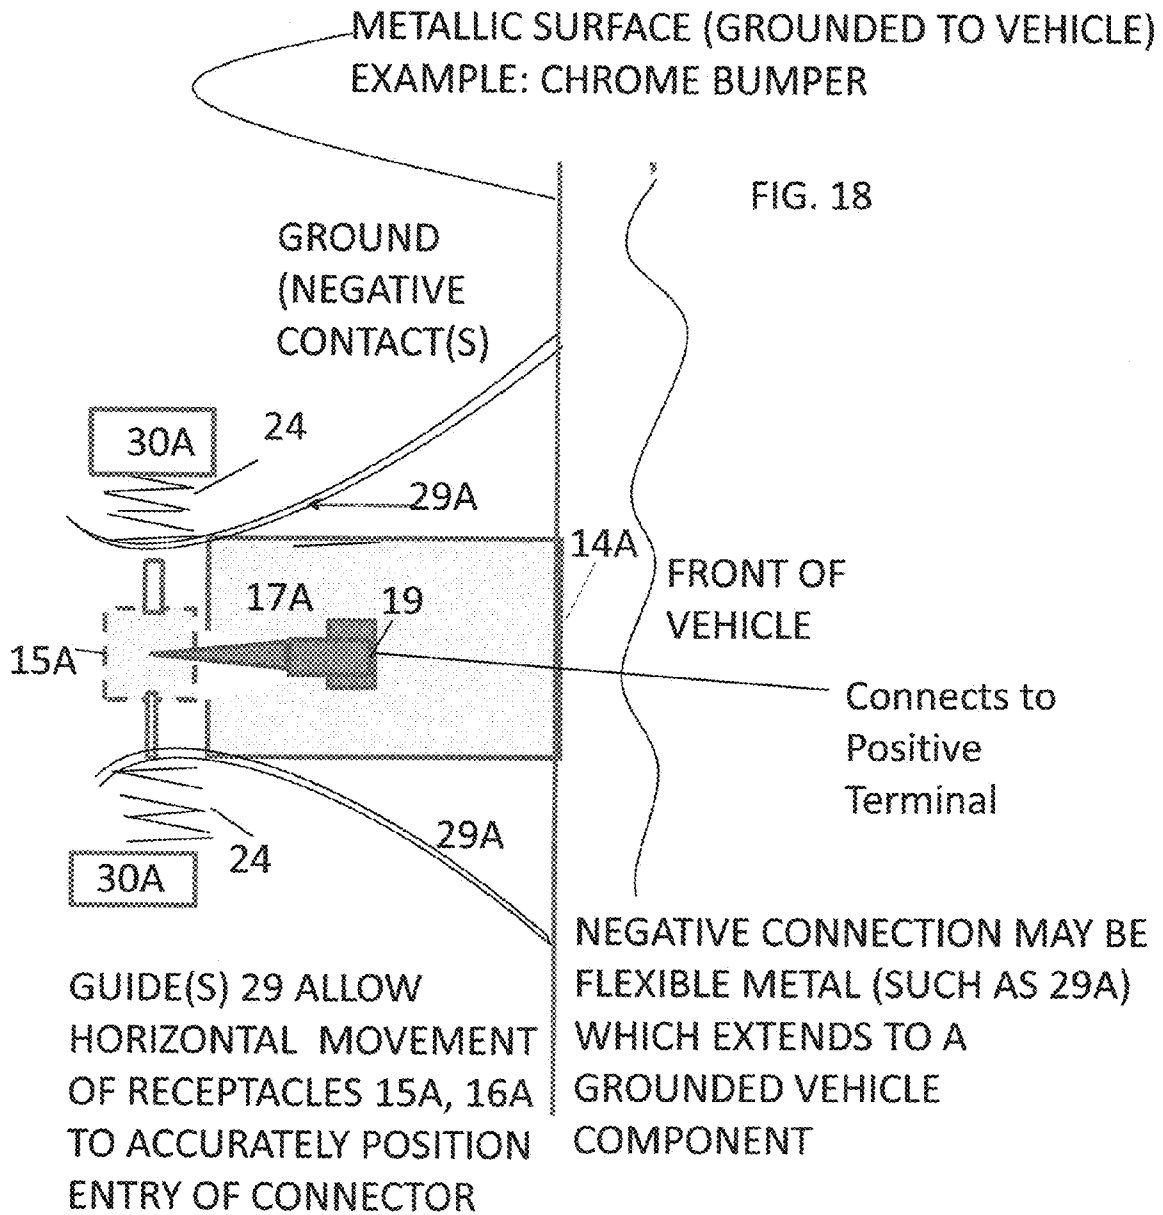 METALLIC SURFACE (GROUNDED TO VEHICLE)
EXAMPLE: CHROME BUMPER
FIG. 18
GROUND
(NEGATIVE
CONTACT(S)
30A
24
29A
14A
FRONT OF
VEHICLE
17A
19
15A
Connects to
Positive
Terminal
29A
24
30A
NEGATIVE CONNECTION MAY BE
FLEXIBLE METAL (SUCH AS 29A)
WHICH EXTENDS TO A
GROUNDED VEHICLE
COMPONENT
GUIDE(S) 29 ALLOW
HORIZONTAL MOVEMENT
OF RECEPTACLES 15A, 16A
TO ACCURATELY POSITION
ENTRY OF CONNECTOR